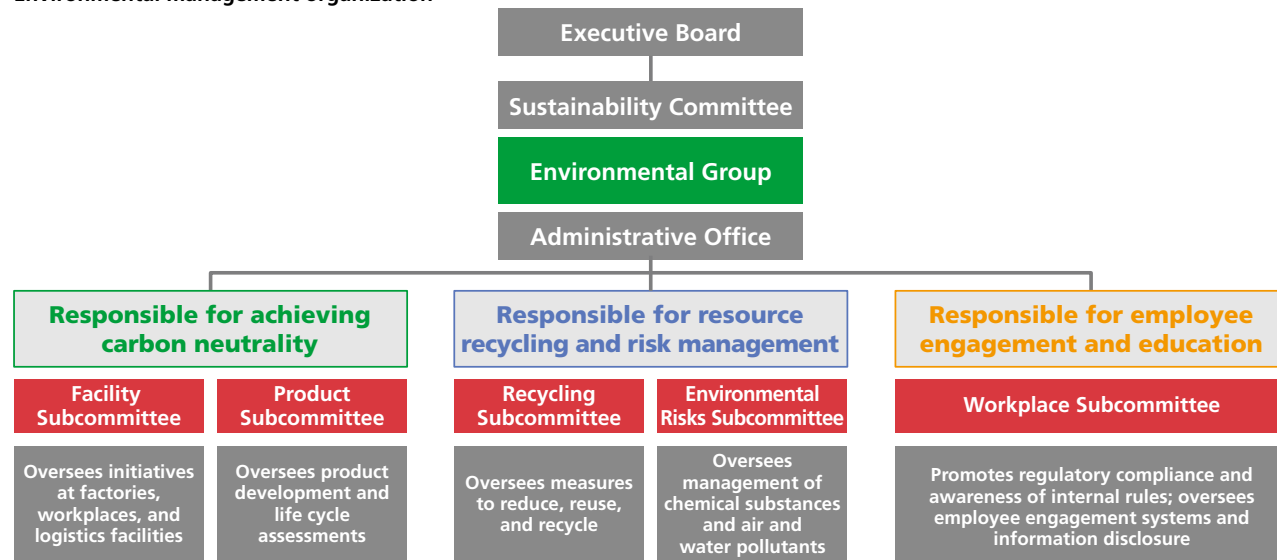 Environmental management organization
Executive Board
Sustainability Committee
Environmental Group
Administrative Office
Responsible for achieving
carbon neutrality
Facility
Subcommittee
Oversees initiatives
at factories,
workplaces, and
logistics facilities
Product
Subcommittee
Oversees product
development and
life cycle
assessments
Responsible for resource
recycling and risk management
Recycling
Subcommittee
Oversees measures
to reduce, reuse,
and recycle
Environmental
Risks Subcommittee
Oversees
management of
chemical substances
and air and
water pollutants
Responsible for employee
engagement and education
Workplace Subcommittee
Promotes regulatory compliance and
awareness of internal rules; oversees
employee engagement systems and
information disclosure